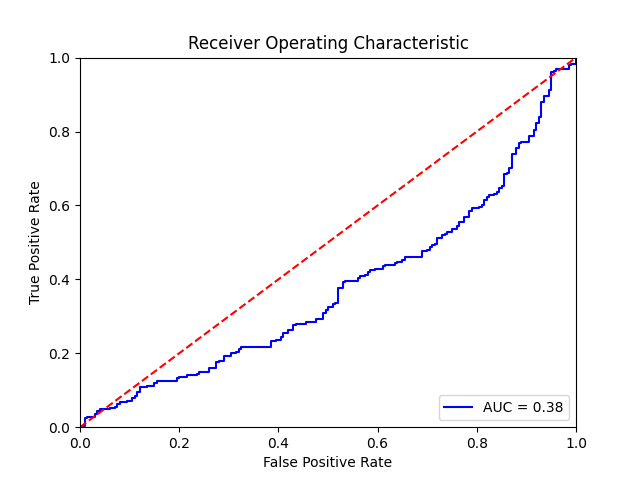 Receiver Operating Characteristic
1.0
0.8
0.6
0.4
0.2
0.0
True Positive Rate
AUC = 0.38
0.0 0.2 0.4 0.6 0.8 1.0
False Positive Rate